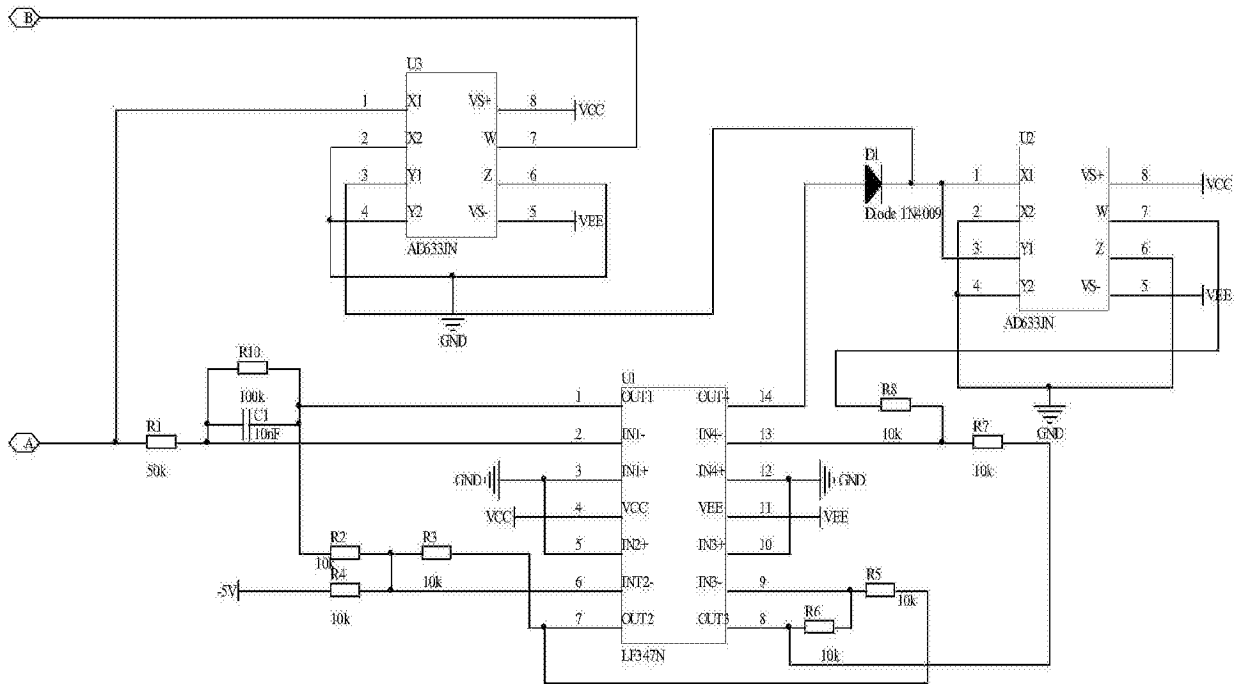 B
U3
1 X1 VS+ 8 VCC
2 X2 W 7
3 Y1 Z 6
4 Y2 VS- 5 VEE
AD633JN
GND
D1
Diode 1N4009
U2
1 X1 VS+ 8 VCC
2 X2 W 7
3 Y1 Z 6
4 Y2 VS- 5 VEE
AD633JN
GND
R10
100k
C1
10nF
A
R1
50k
U1
1 OUT1 OUT4 14
2 IN1- IN4- 13
GND 3 IN1+ IN4+ 12 GND
VCC 4 VCC VEE 11 VEE
5 IN2+ IN3+ 10
6 INT2- IN3- 9
7 OUT2 OUT3 8
LF347N
R8
10k
R7
10k
R2
10k
R3
10k
-5V
R4
10k
R5
10k
R6
10k